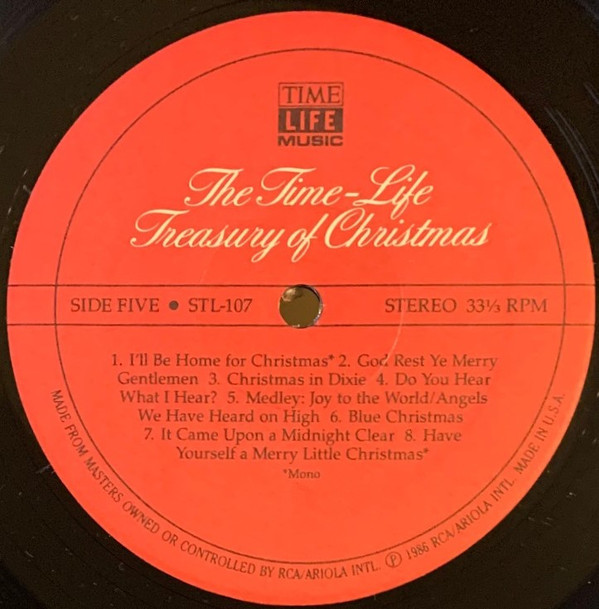 TIME
LIFE
MUSIC
The Time-Life
Treasury of Christmas
SIDE FIVE • STL-107
STEREO 33⅓ RPM
1. I'll Be Home for Christmas* 2. God Rest Ye Merry
Gentlemen 3. Christmas in Dixie 4. Do You Hear
What I Hear? 5. Medley: Joy to the World/Angels
We Have Heard on High 6. Blue Christmas
7. It Came Upon a Midnight Clear 8. Have
Yourself a Merry Little Christmas*
*Mono
MADE FROM MASTERS OWNED OR CONTROLLED BY RCA/ARIOLA INTL. ℗ 1986 RCA/ARIOLA INTL. MADE IN U.S.A.